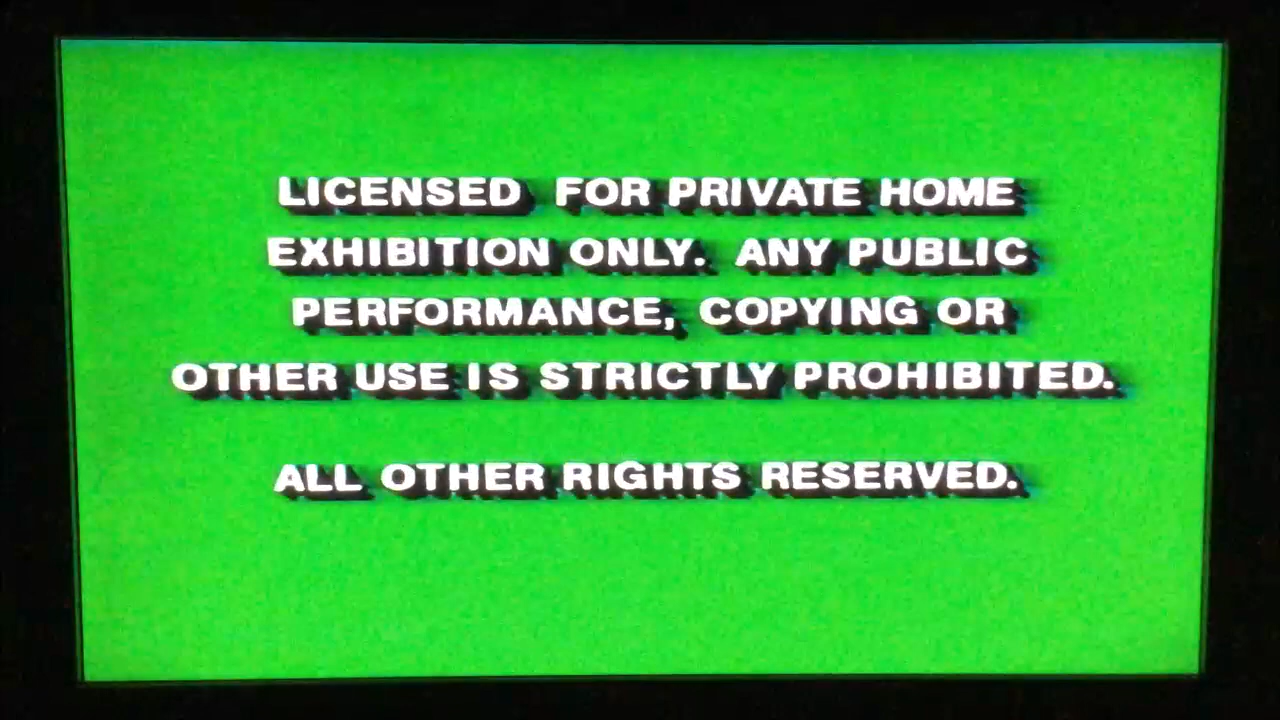 LICENSED FOR PRIVATE HOME
EXHIBITION ONLY. ANY PUBLIC
PERFORMANCE, COPYING OR
OTHER USE IS STRICTLY PROHIBITED.
ALL OTHER RIGHTS RESERVED.